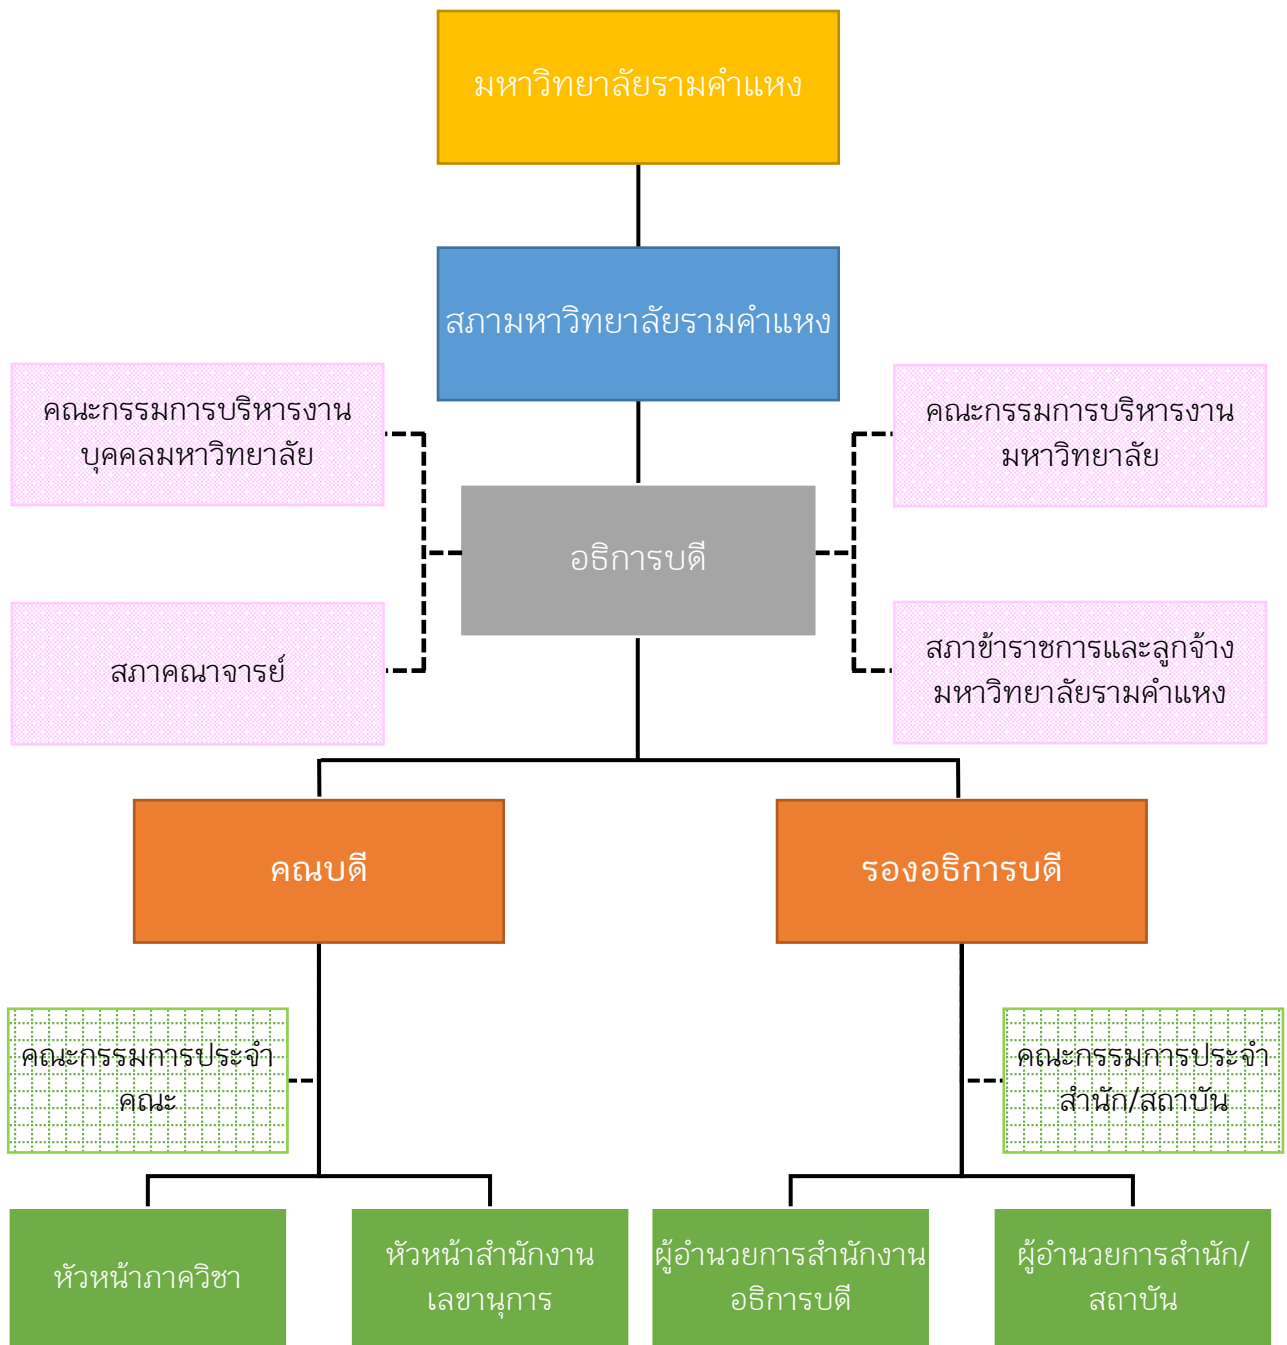 มหาวิทยาลัยรามคำแหง
สภามหาวิทยาลัยรามคำแหง
คณะกรรมการบริหารงาน
บุคคลมหาวิทยาลัย
คณะกรรมการบริหารงาน
มหาวิทยาลัย
อธิการบดี
สภาคณาจารย์
สภาข้าราชการและลูกจ้าง
มหาวิทยาลัยรามคำแหง
คณบดี
รองอธิการบดี
คณะกรรมการประจำ
คณะ
คณะกรรมการประจำ
สำนัก/สถาบัน
หัวหน้าภาควิชา
หัวหน้าสำนักงาน
เลขานุการ
ผู้อำนวยการสำนักงาน
อธิการบดี
ผู้อำนวยการสำนัก/
สถาบัน